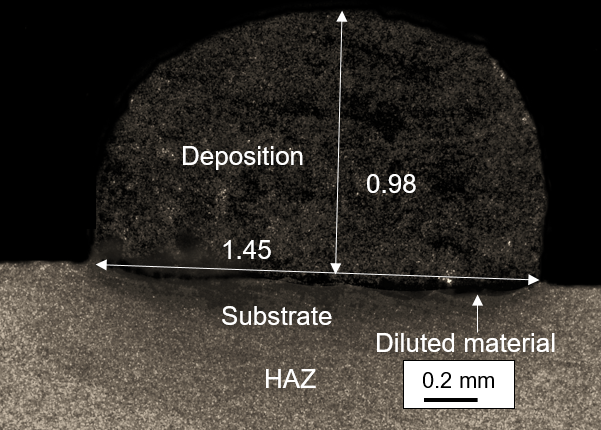 Deposition
0.98
1.45
Substrate
Diluted material
HAZ
0.2 mm